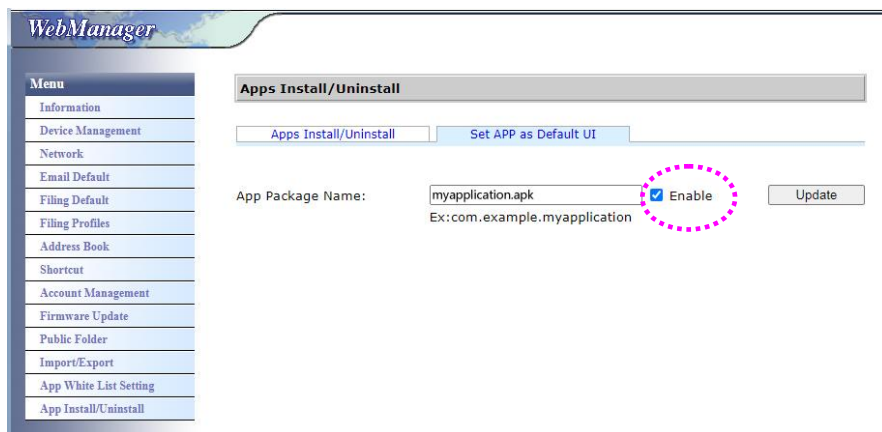 WebManager
Menu
Information
Device Management
Network
Email Default
Filing Default
Filing Profiles
Address Book
Shortcut
Account Management
Firmware Update
Public Folder
Import/Export
App White List Setting
App Install/Uninstall
Apps Install/Uninstall
Apps Install/Uninstall Set APP as Default UI
App Package Name: myapplication.apk Enable Update
Ex:com.example.myapplication